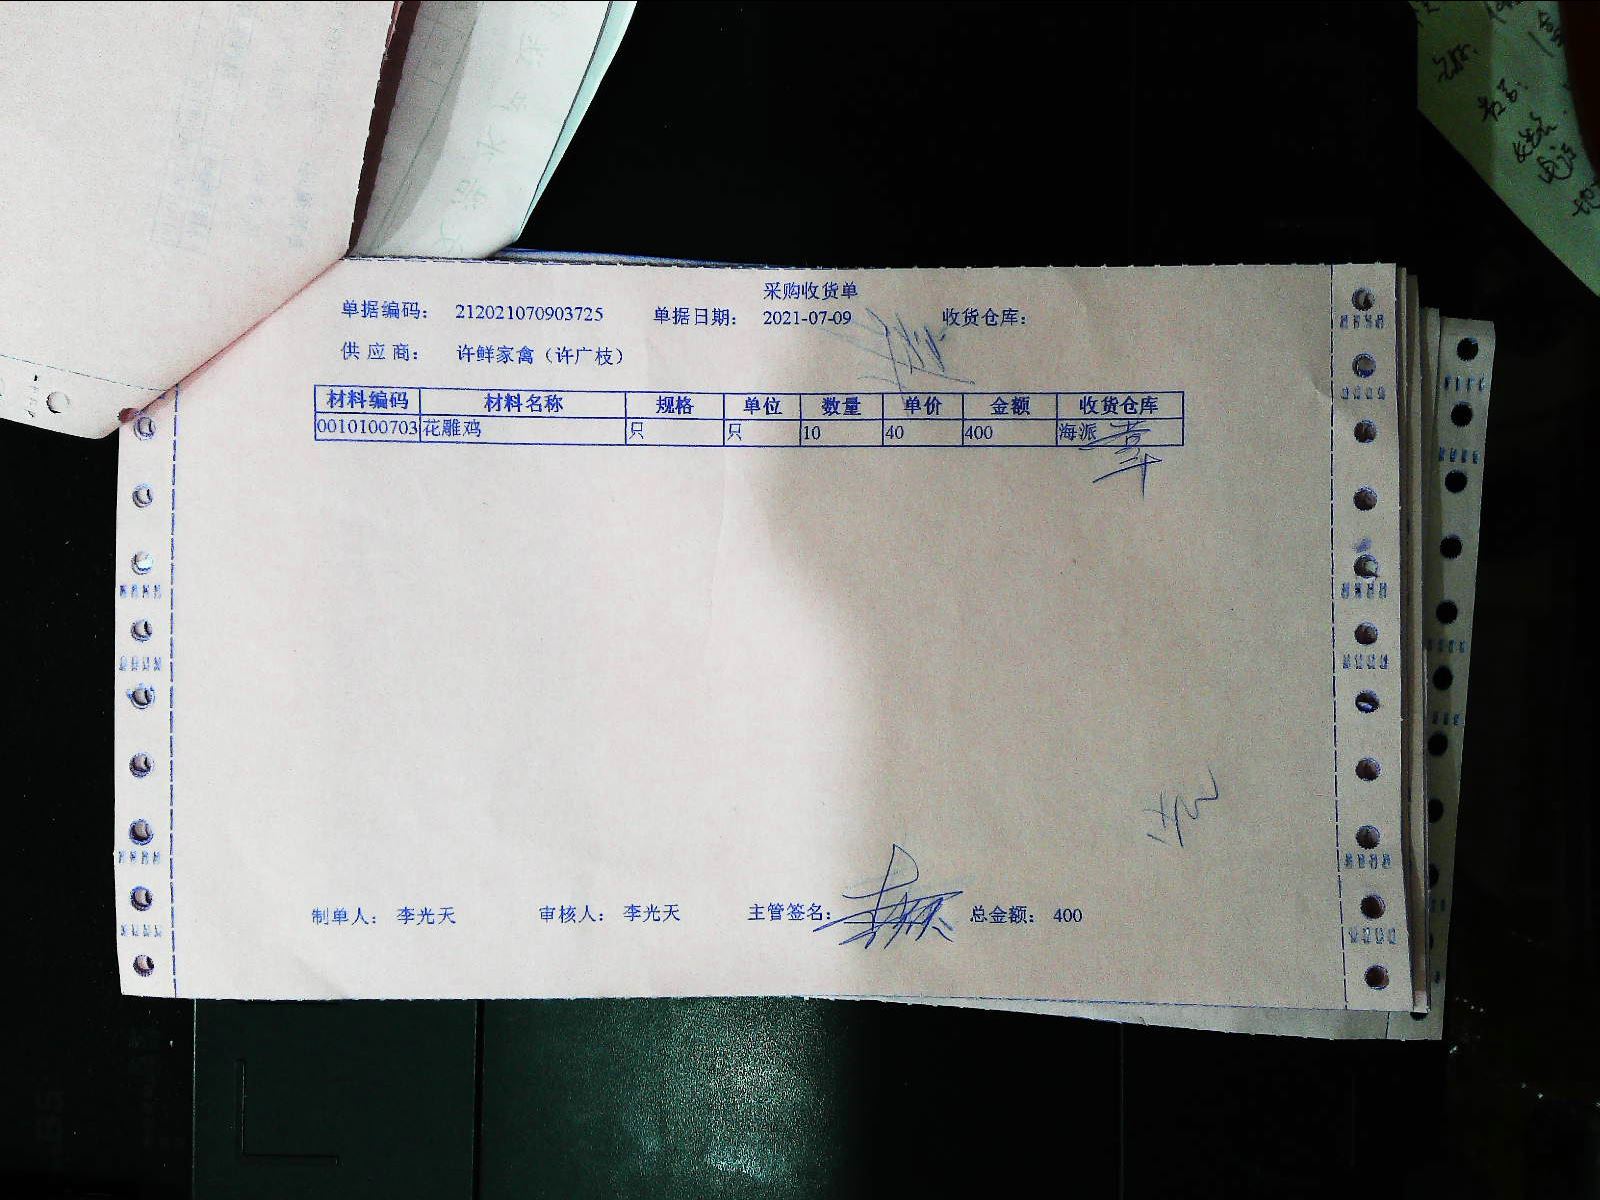 采购收货单
单据编码： 212021070903725 单据日期： 2021-07-09 收货仓库：
供 应 商： 许鲜家禽（许广枝）
材料编码 材料名称 规格 单位 数量 单价 金额 收货仓库
0010100703 花雕鸡 只 只 10 40 400 海派
制单人： 李光天 审核人： 李光天 主管签名： 总金额： 400